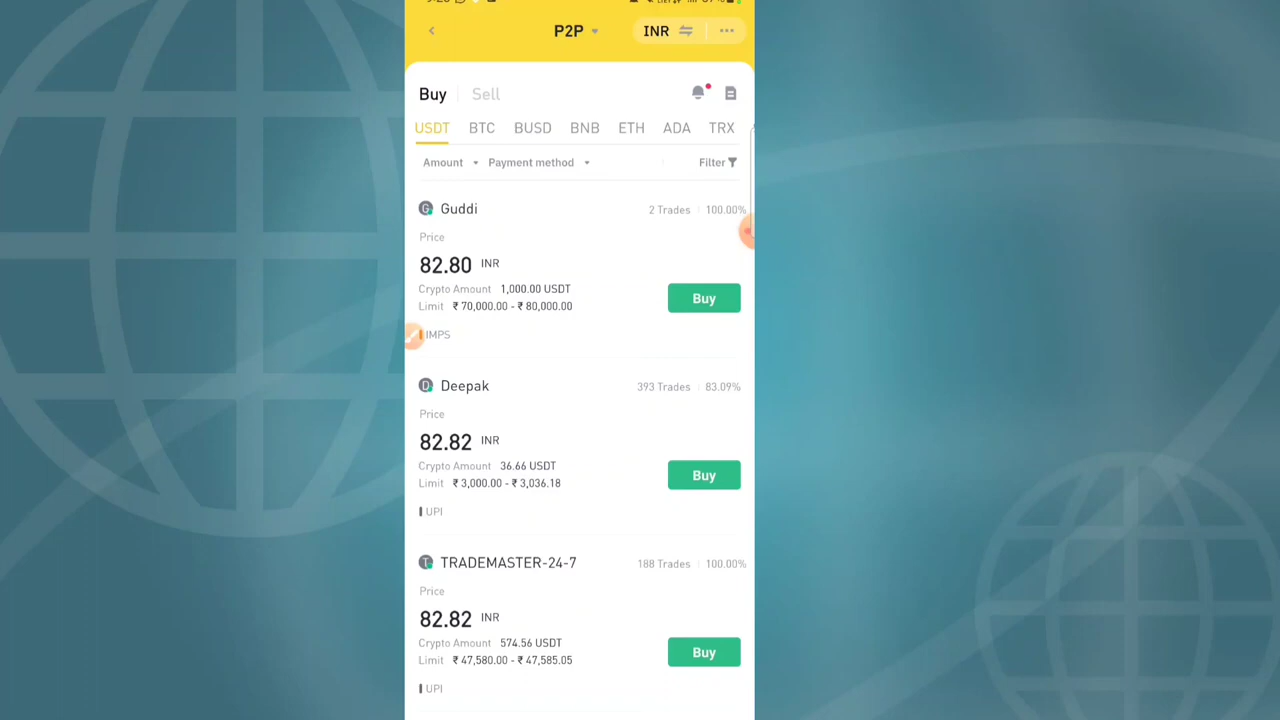 P2P INR
Buy Sell
USDT BTC BUSD BNB ETH ADA TRX
Amount Payment method Filter
G Guddi 2 Trades 100.00%
Price
82.80 INR
Crypto Amount 1,000.00 USDT
Limit ₹ 70,000.00 - ₹ 80,000.00
Buy
IMPS
D Deepak 393 Trades 83.09%
Price
82.82 INR
Crypto Amount 36.66 USDT
Limit ₹ 3,000.00 - ₹ 3,036.18
Buy
UPI
T TRADEMASTER-24-7 188 Trades 100.00%
Price
82.82 INR
Crypto Amount 574.56 USDT
Limit ₹ 47,580.00 - ₹ 47,585.05
Buy
UPI